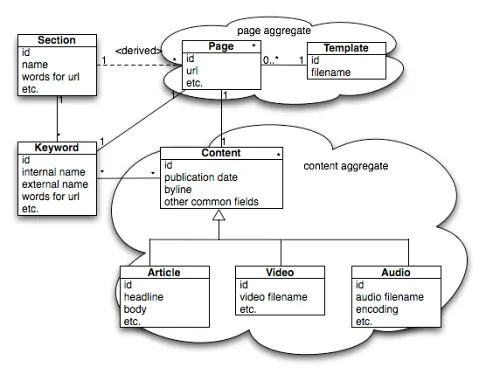 page aggregate
Section
id
name
words for url
etc.
<derived>
1
*
Page *
id
url
etc.
0..*
1
Template
id
filename
1
*
1
1
1
1
Keyword
id
internal name
external name
words for url
etc.
*
*
Content *
id
publication date
byline
other common fields
content aggregate
Article
id
headline
body
etc.
Video
id
video filename
etc.
Audio
id
audio filename
encoding
etc.